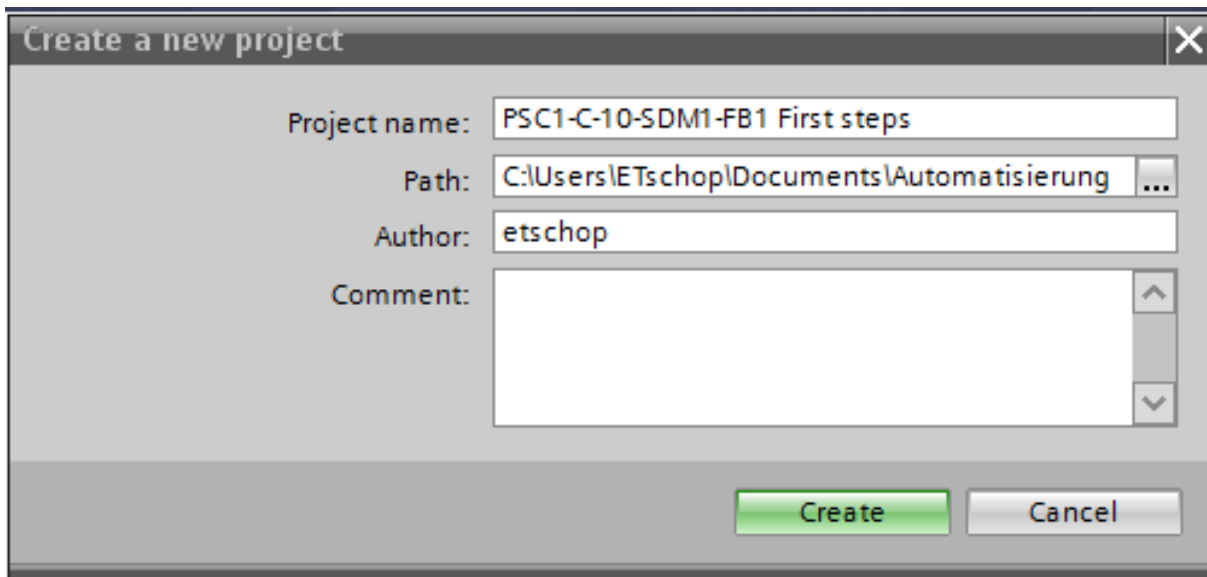 Create a new project
Project name: PSC1-C-10-SDM1-FB1 First steps
Path: C:\Users\ETschop\Documents\Automatisierung ...
Author: etschop
Comment:
Create Cancel